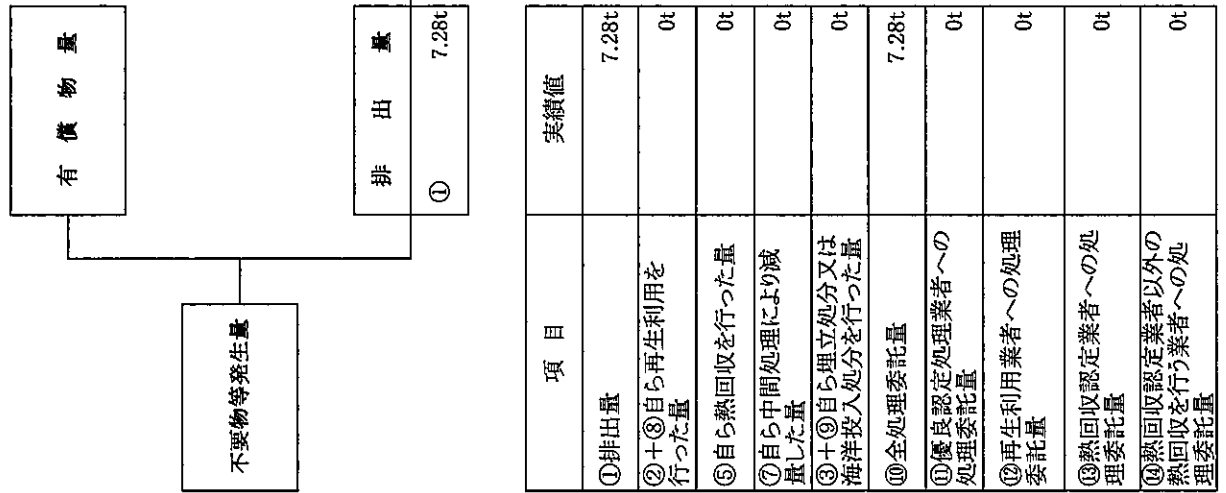 有償物量
不要物等発生量
排出量
① 7.28t
項目 実績値
①排出量 7.28t
②+⑧自ら再生利用を
行った量 0t
⑤自ら熱回収を行った量 0t
⑦自ら中間処理により減
量した量 0t
③+⑨自ら埋立処分又は
海洋投入処分を行った量 0t
⑩全処理委託量 7.28t
⑪優良認定処理業者への
処理委託量 0t
⑫再生利用業者への処理
委託量 0t
⑬熱回収認定業者への処
理委託量 0t
⑭熱回収認定業者以外の
熱回収を行う業者への処
理委託量 0t